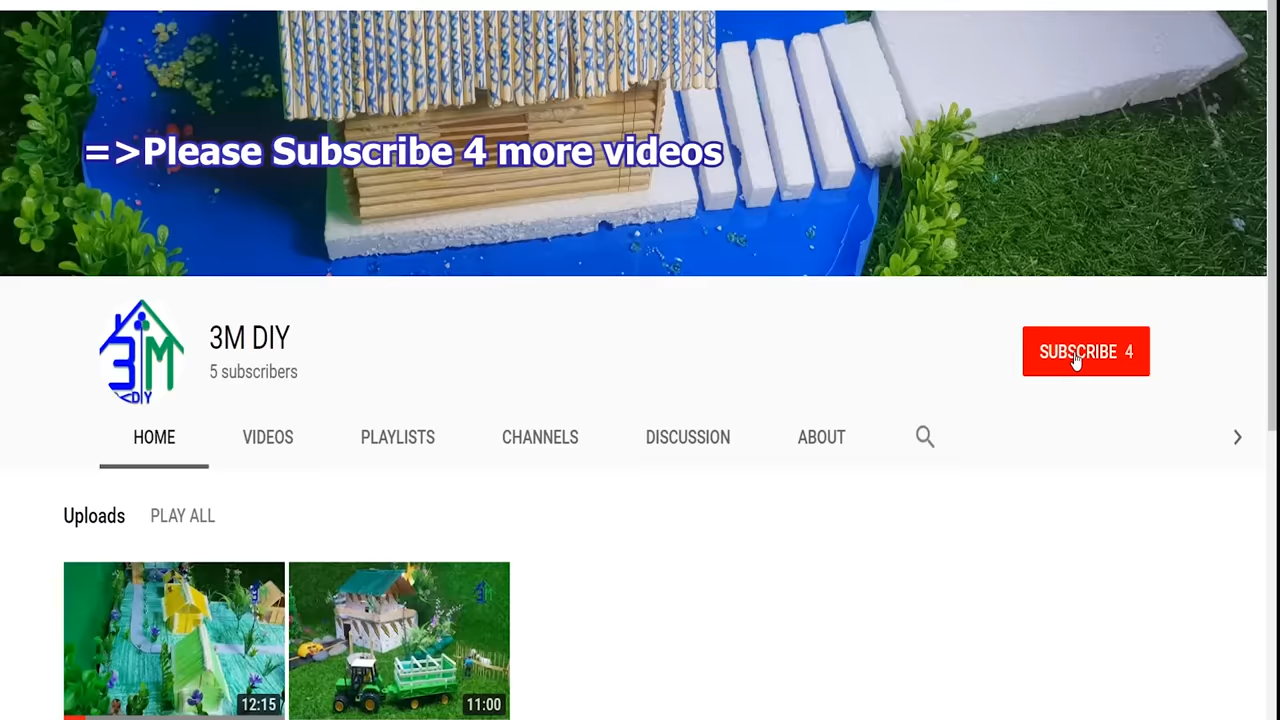 =>Please Subscribe 4 more videos
3M
DIY
3M DIY
5 subscribers
SUBSCRIBE 4
HOME
VIDEOS
PLAYLISTS
CHANNELS
DISCUSSION
ABOUT
Uploads
PLAY ALL
12:15
11:00